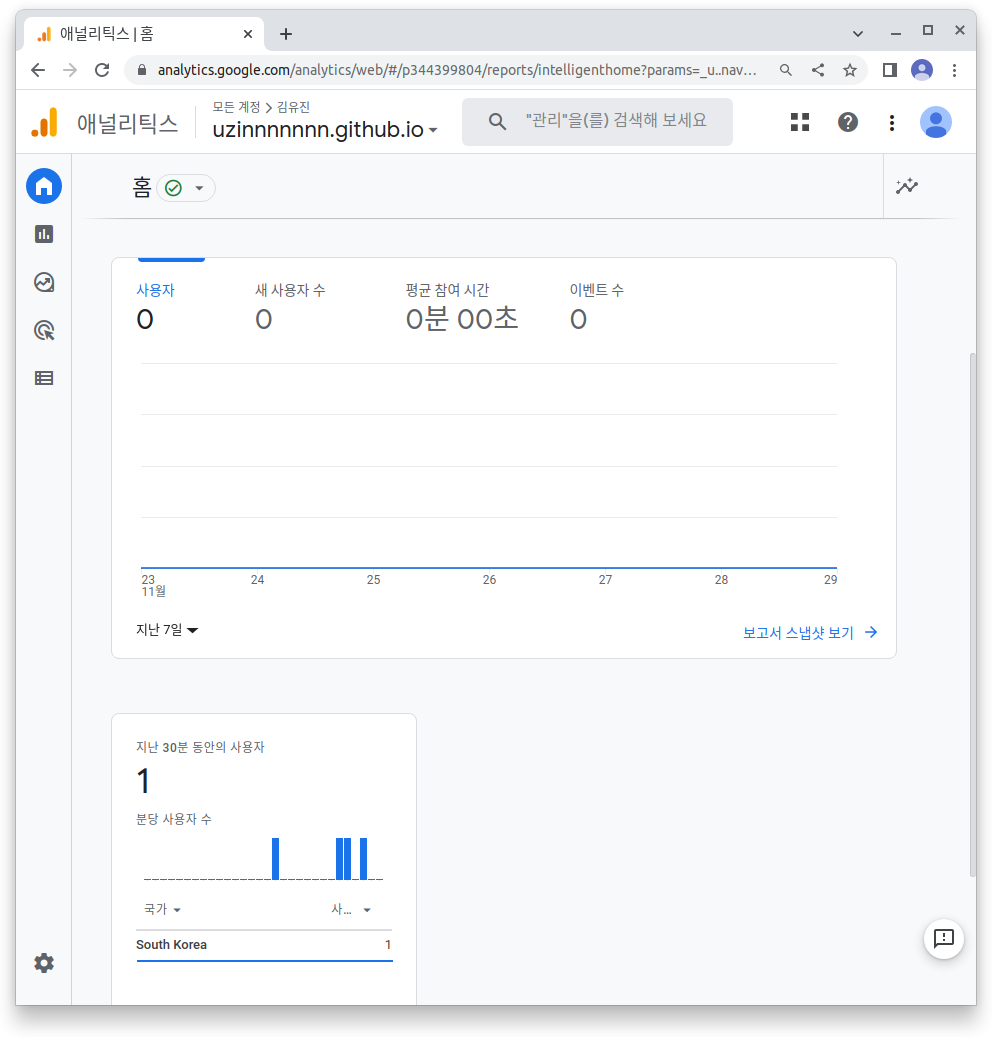 애널리틱스 | 홈
analytics.google.com/analytics/web/#/p344399804/reports/intelligenthome?params=_u..nav…
애널리틱스
모든 계정 > 김유진
uzinnnnnnn.github.io
"관리"을(를) 검색해 보세요
홈
사용자
0
새 사용자 수
0
평균 참여 시간
0분 00초
이벤트 수
0
23 24 25 26 27 28 29
11월
지난 7일
보고서 스냅샷 보기
지난 30분 동안의 사용자
1
분당 사용자 수
국가 사...
South Korea 1